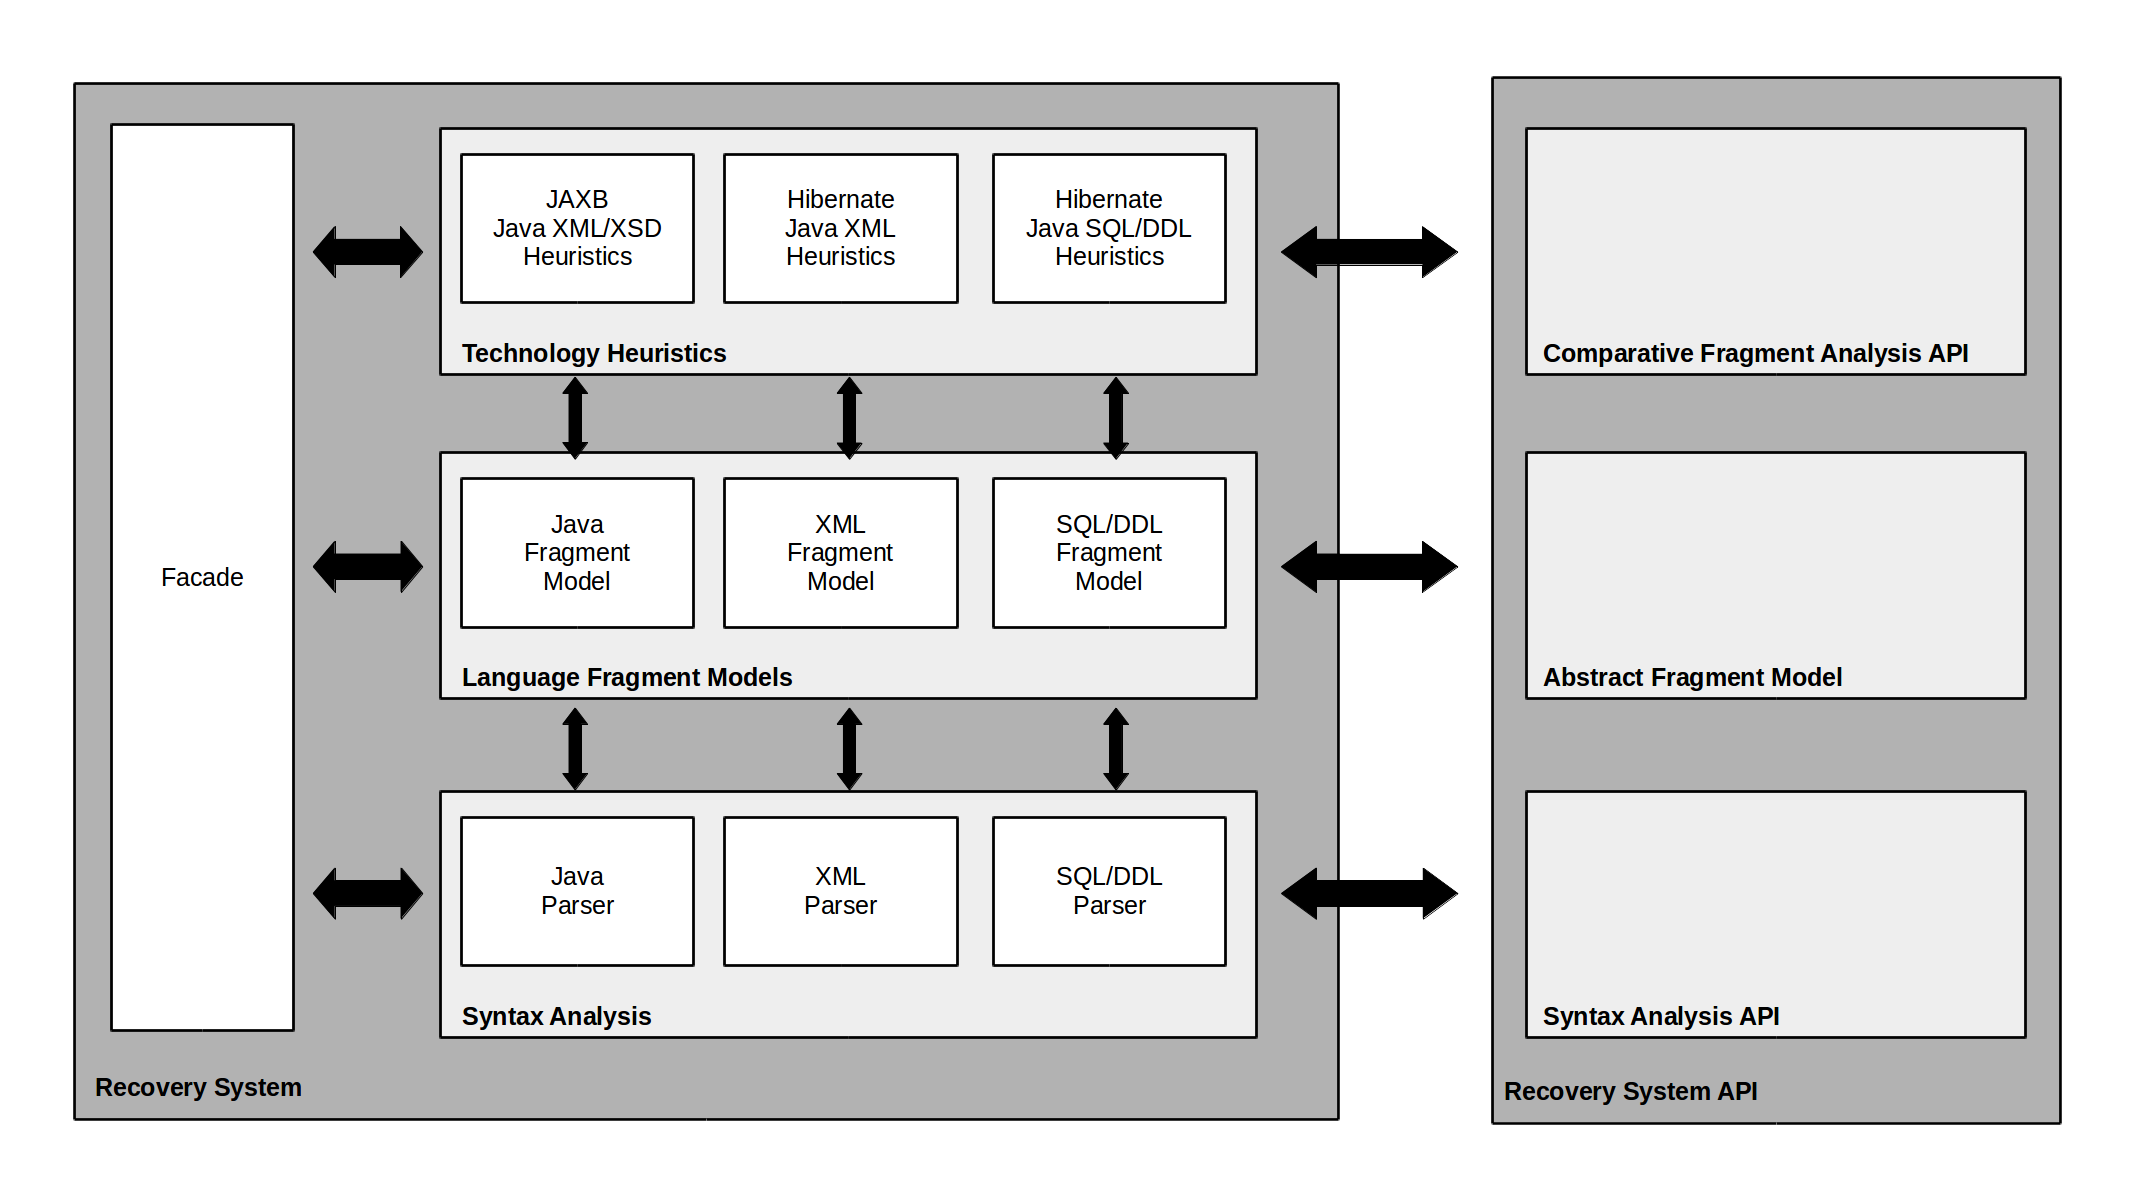 Facade
JAXB
Java XML/XSD
Heuristics
Hibernate
Java XML
Heuristics
Hibernate
Java SQL/DDL
Heuristics
Technology Heuristics
Java
Fragment
Model
XML
Fragment
Model
SQL/DDL
Fragment
Model
Language Fragment Models
Java
Parser
XML
Parser
SQL/DDL
Parser
Syntax Analysis
Recovery System
Comparative Fragment Analysis API
Abstract Fragment Model
Syntax Analysis API
Recovery System API